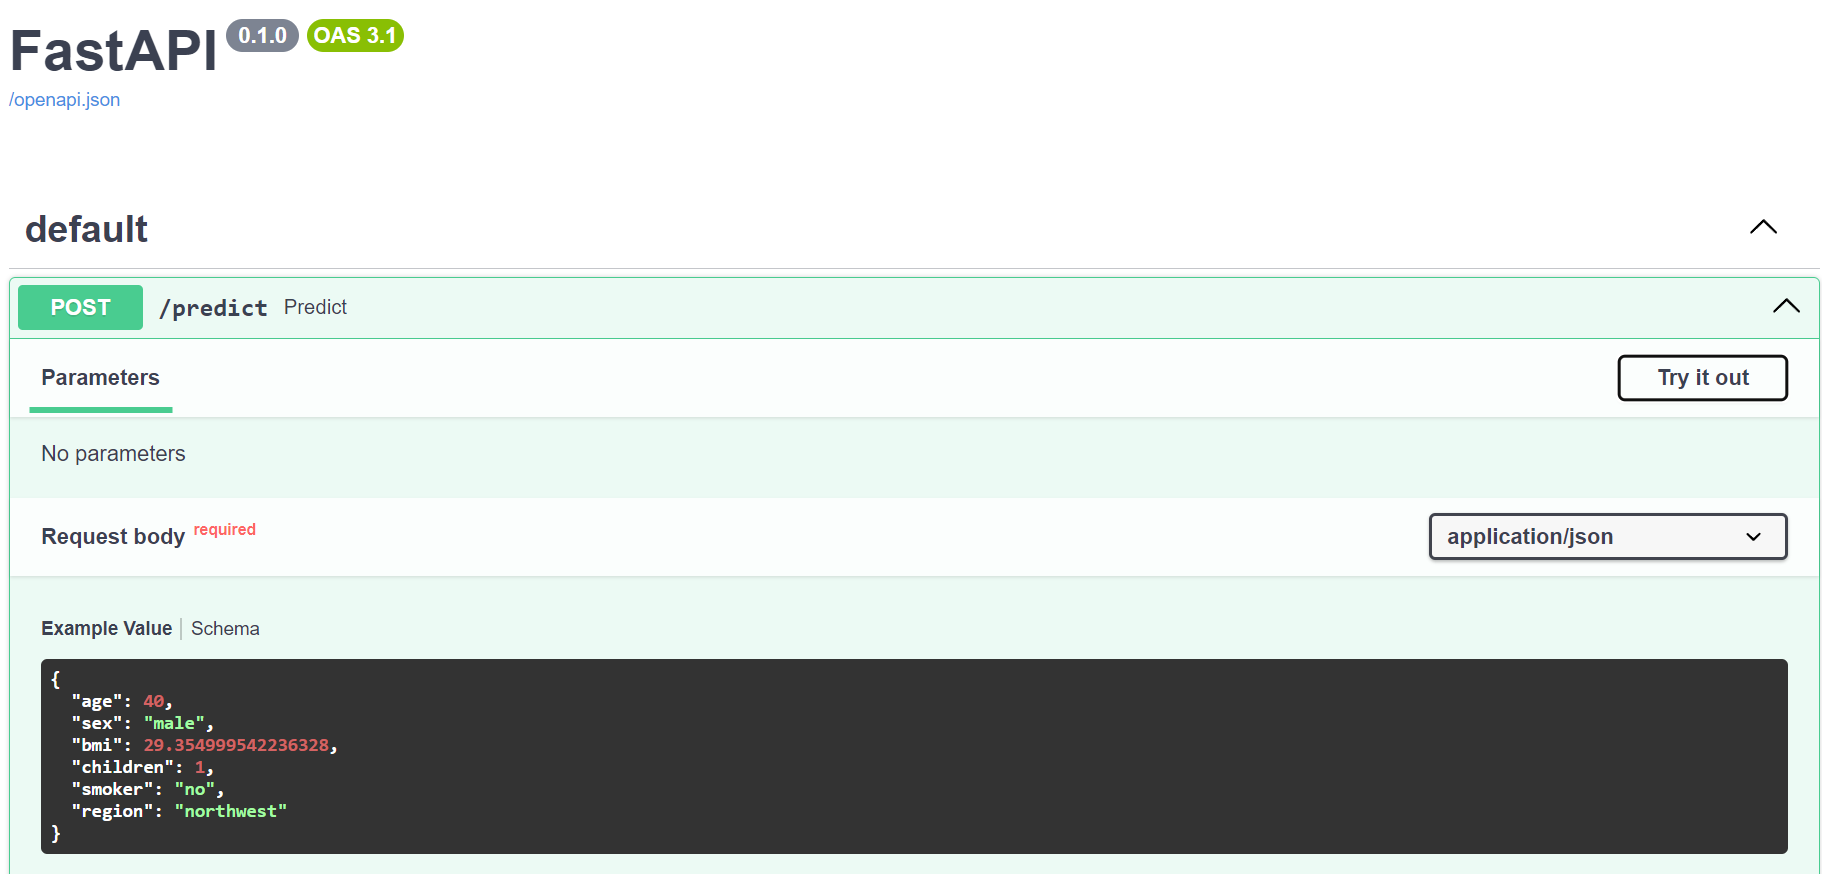 FastAPI 0.1.0 OAS 3.1
/openapi.json
default
POST /predict Predict
Parameters Try it out
No parameters
Request body required application/json
Example Value Schema
{
  "age": 40,
  "sex": "male",
  "bmi": 29.354999542236328,
  "children": 1,
  "smoker": "no",
  "region": "northwest"
}